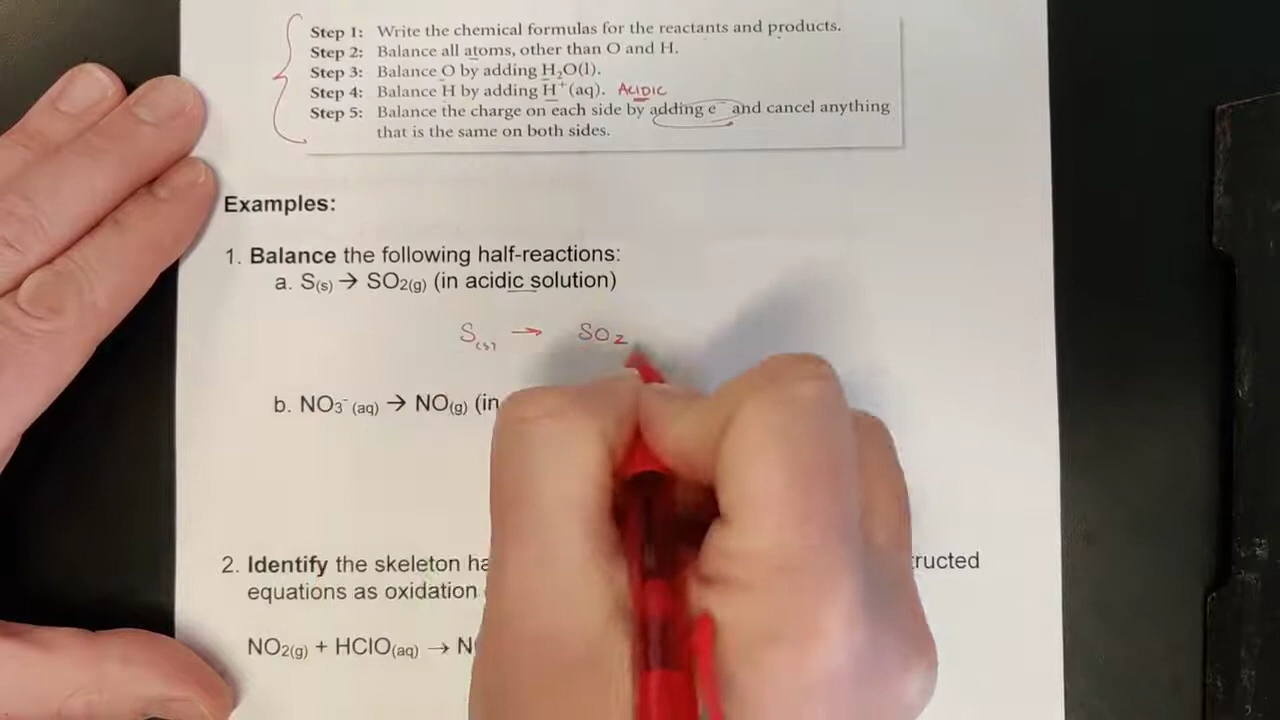 Step 1: Write the chemical formulas for the reactants and products.
Step 2: Balance all atoms, other than O and H.
Step 3: Balance O by adding H₂O(l).
Step 4: Balance H by adding H⁺(aq). ACIDIC
Step 5: Balance the charge on each side by adding e⁻ and cancel anything
that is the same on both sides.
Examples:
1. Balance the following half-reactions:
a. S(s) → SO2(g) (in acidic solution)
S(s) → SO2
b. NO3⁻ (aq) → NO(g) (in
2. Identify the skeleton
equations as oxidation
NO2(g) + HClO(aq) →